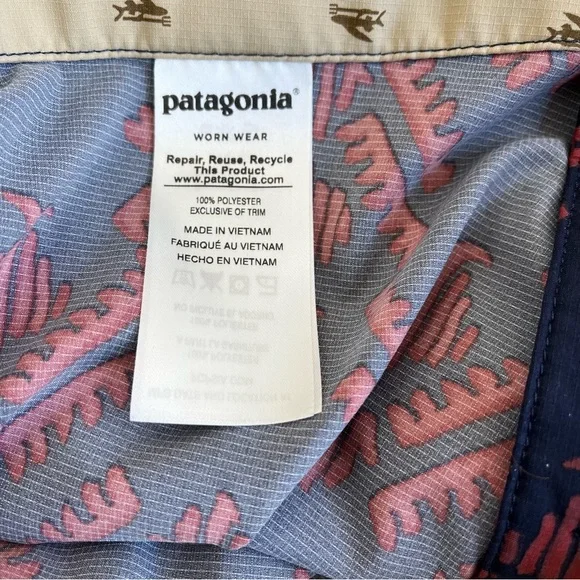 patagonia®
WORN WEAR
Repair, Reuse, Recycle
This Product
www.patagonia.com
100% POLYESTER
EXCLUSIVE OF TRIM
MADE IN VIETNAM
FABRIQUÉ AU VIETNAM
HECHO EN VIETNAM